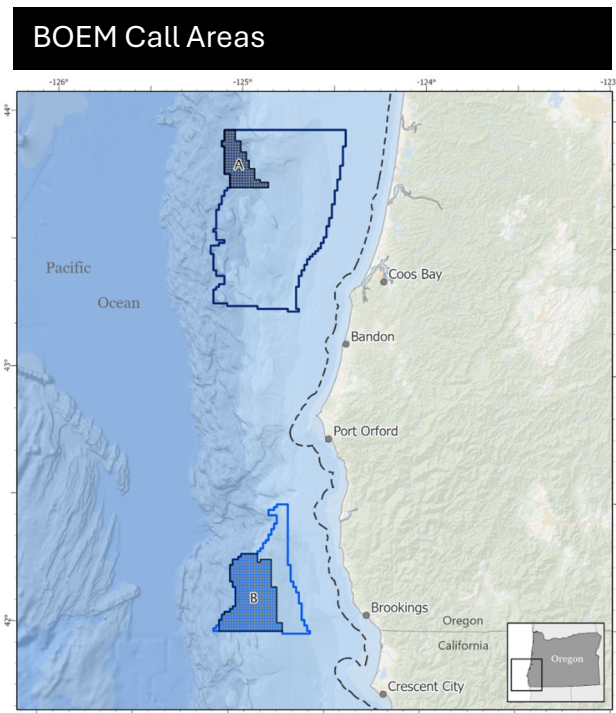 BOEM Call Areas
-126°
-125°
-124°
-123
44°
A
Pacific
Ocean
Coos Bay
Bandon
43°
Port Orford
B
Brookings
42°
Oregon
California
Oregon
Crescent City